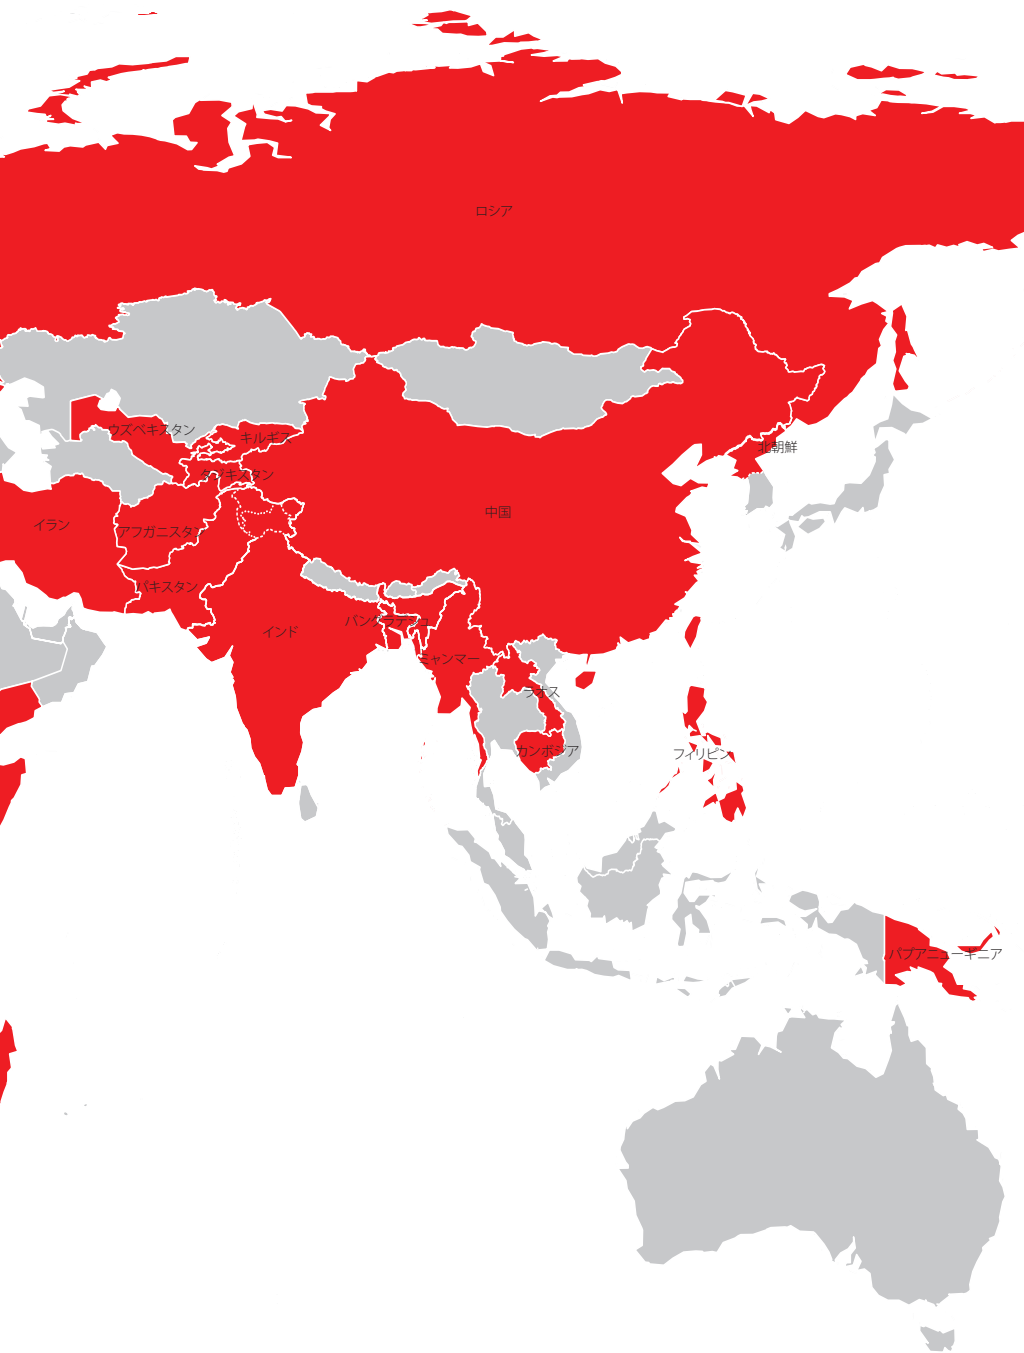 ロシア
ウズベキスタン
キルギス
北朝鮮
タジキスタン
中国
イラン
アフガニスタン
パキスタン
バングラデシュ
インド
ミャンマー
ラオス
カンボジア
フィリピン
パプアニューギニア